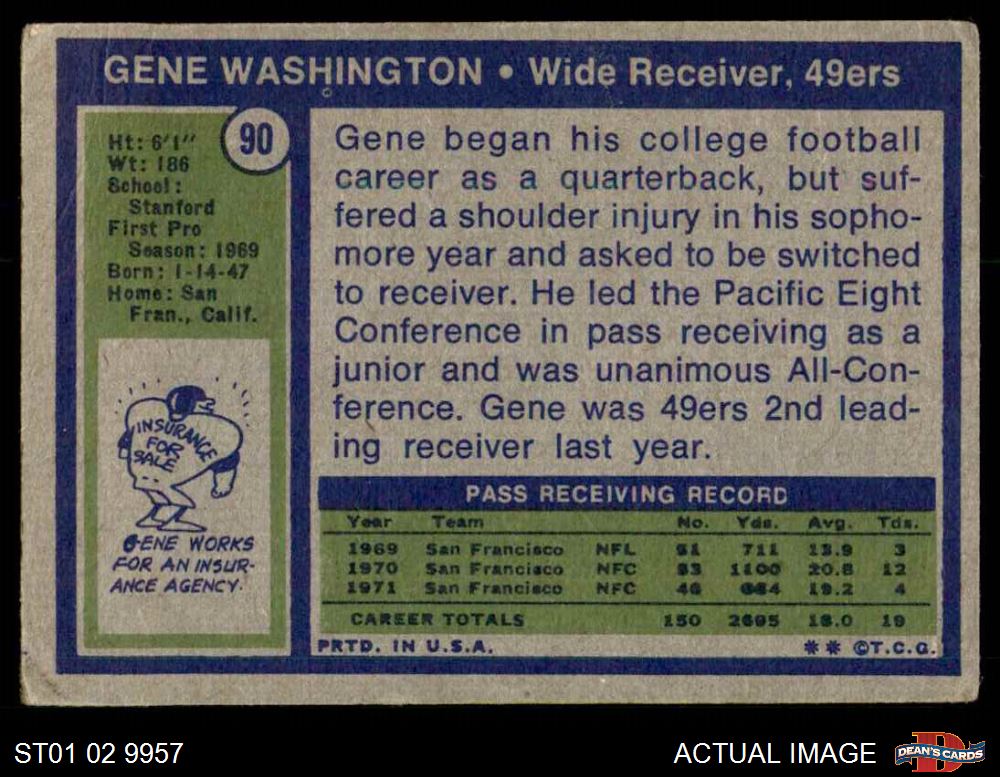 GENE WASHINGTON • Wide Receiver, 49ers
90
Ht: 6'1"
Wt: 186
School:
Stanford
First Pro
Season: 1969
Born: 1-14-47
Home: San
Fran., Calif.
INSURANCE
FOR
SALE
GENE WORKS
FOR AN INSUR-
ANCE AGENCY.
Gene began his college football
career as a quarterback, but suf-
fered a shoulder injury in his sopho-
more year and asked to be switched
to receiver. He led the Pacific Eight
Conference in pass receiving as a
junior and was unanimous All-Con-
ference. Gene was 49ers 2nd lead-
ing receiver last year.
PASS RECEIVING RECORD
Year Team No. Yds. Avg. Tds.
1969 San Francisco NFL 51 711 13.9 3
1970 San Francisco NFC 53 1100 20.8 12
1971 San Francisco NFC 46 884 19.2 4
CAREER TOTALS 150 2695 18.0 19
PRTD. IN U.S.A. ** ©T.C.G.
ST01 02 9957 ACTUAL IMAGE DEAN'S CARDS